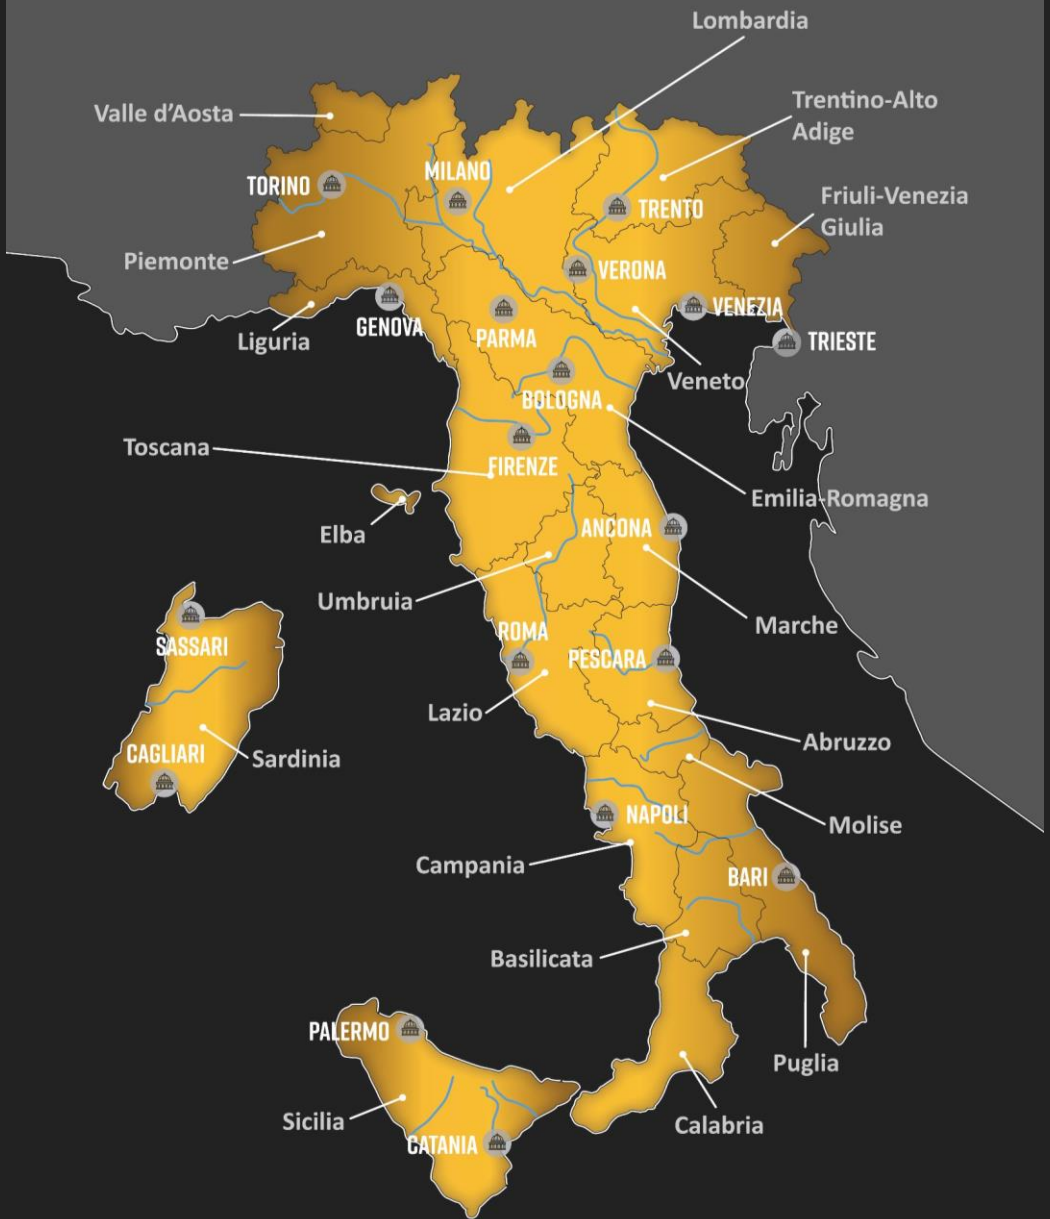 Lombardia
Valle d'Aosta
Trentino-Alto
Adige
MILANO
TORINO
TRENTO
Friuli-Venezia
Giulia
Piemonte
VERONA
VENEZIA
GENOVA
PARMA
Liguria
TRIESTE
Veneto
BOLOGNA
Toscana
FIRENZE
Emilia-Romagna
Elba
ANCONA
Umbruia
Marche
ROMA
SASSARI
PESCARA
Lazio
Abruzzo
CAGLIARI
Sardinia
NAPOLI
Molise
Campania
BARI
Basilicata
PALERMO
Puglia
Sicilia
Calabria
CATANIA